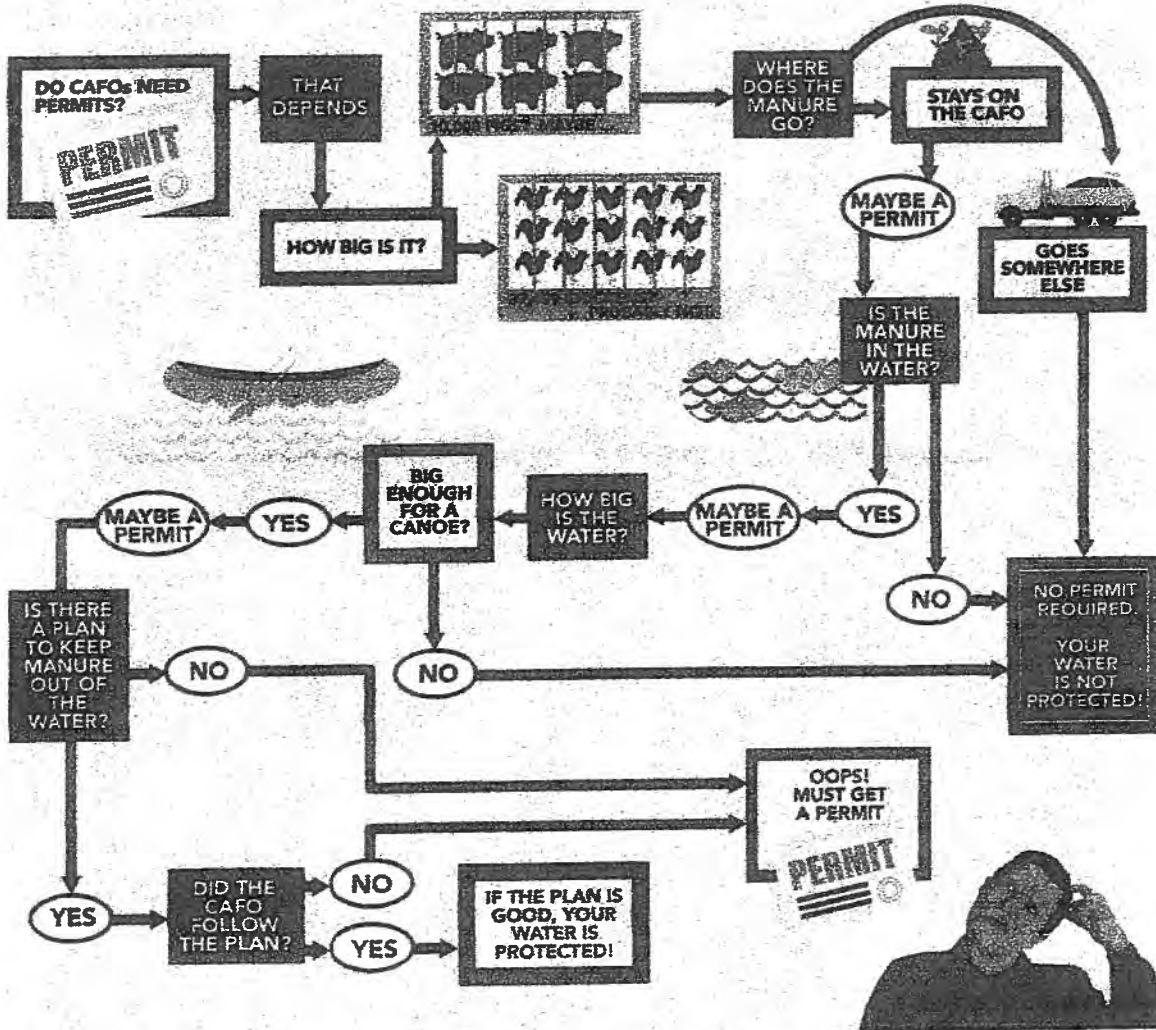 DO CAFOs NEED
PERMITS?
PERMIT
THAT
DEPENDS
HOW BIG IS IT?
MAYBE...
... PROBABLY NOT.
WHERE
DOES THE
MANURE
GO?
STAYS ON
THE CAFO
MAYBE A
PERMIT
GOES
SOMEWHERE
ELSE
IS THE
MANURE
IN THE
WATER?
YES
MAYBE A
PERMIT
HOW BIG
IS THE
WATER?
BIG
ENOUGH
FOR A
CANOE?
YES
MAYBE A
PERMIT
NO
NO PERMIT
REQUIRED.
YOUR
WATER
IS NOT
PROTECTED!
IS THERE
A PLAN
TO KEEP
MANURE
OUT OF
THE
WATER?
NO
NO
OOPS!
MUST GET
A PERMIT
PERMIT
YES
DID THE
CAFO
FOLLOW
THE PLAN?
NO
YES
IF THE PLAN IS
GOOD, YOUR
WATER IS
PROTECTED!